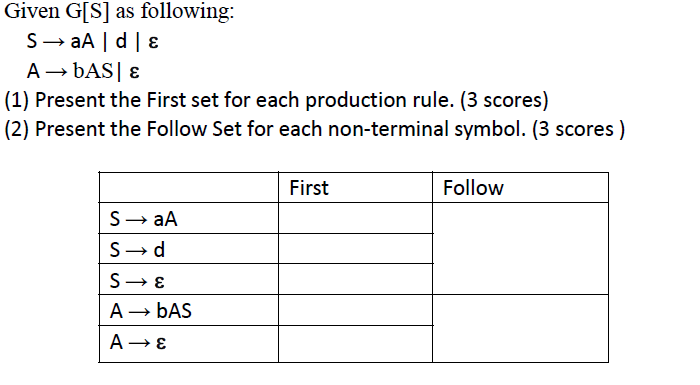 Given G[S] as following:
S → aA | d | ε
A → bAS| ε
(1) Present the First set for each production rule. (3 scores)
(2) Present the Follow Set for each non-terminal symbol. (3 scores )
First Follow
S → aA
S → d
S → ε
A → bAS
A → ε